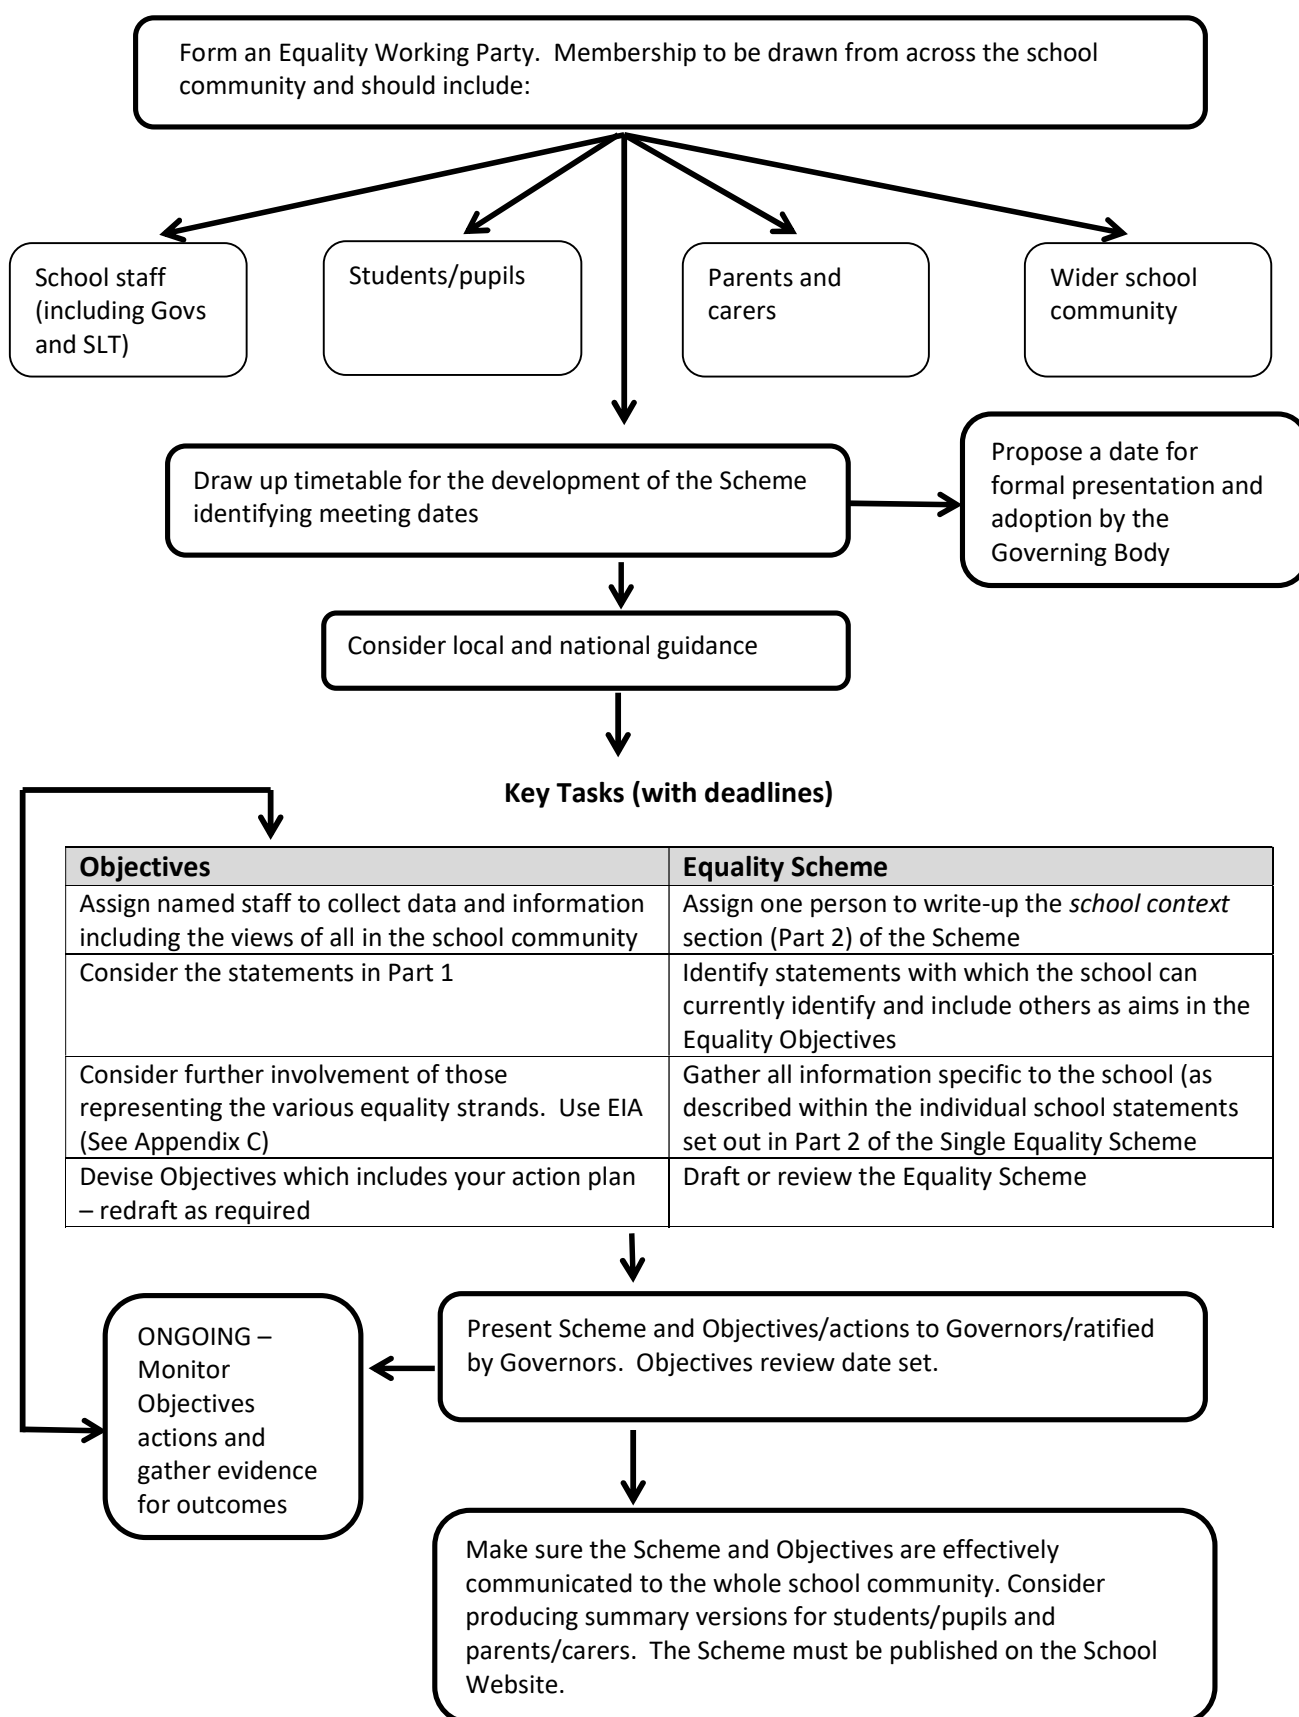 Form an Equality Working Party.  Membership to be drawn from across the school
community and should include:
School staff
(including Govs
and SLT)
Students/pupils
Parents and
carers
Wider school
community
Draw up timetable for the development of the Scheme
identifying meeting dates
Propose a date for
formal presentation and
adoption by the
Governing Body
Consider local and national guidance
Key Tasks (with deadlines)
Objectives
Equality Scheme
Assign named staff to collect data and information
including the views of all in the school community
Assign one person to write-up the school context
section (Part 2) of the Scheme
Consider the statements in Part 1
Identify statements with which the school can
currently identify and include others as aims in the
Equality Objectives
Consider further involvement of those
representing the various equality strands.  Use EIA
(See Appendix C)
Gather all information specific to the school (as
described within the individual school statements
set out in Part 2 of the Single Equality Scheme
Devise Objectives which includes your action plan
– redraft as required
Draft or review the Equality Scheme
ONGOING –
Monitor
Objectives
actions and
gather evidence
for outcomes
Present Scheme and Objectives/actions to Governors/ratified
by Governors.  Objectives review date set.
Make sure the Scheme and Objectives are effectively
communicated to the whole school community. Consider
producing summary versions for students/pupils and
parents/carers.  The Scheme must be published on the School
Website.